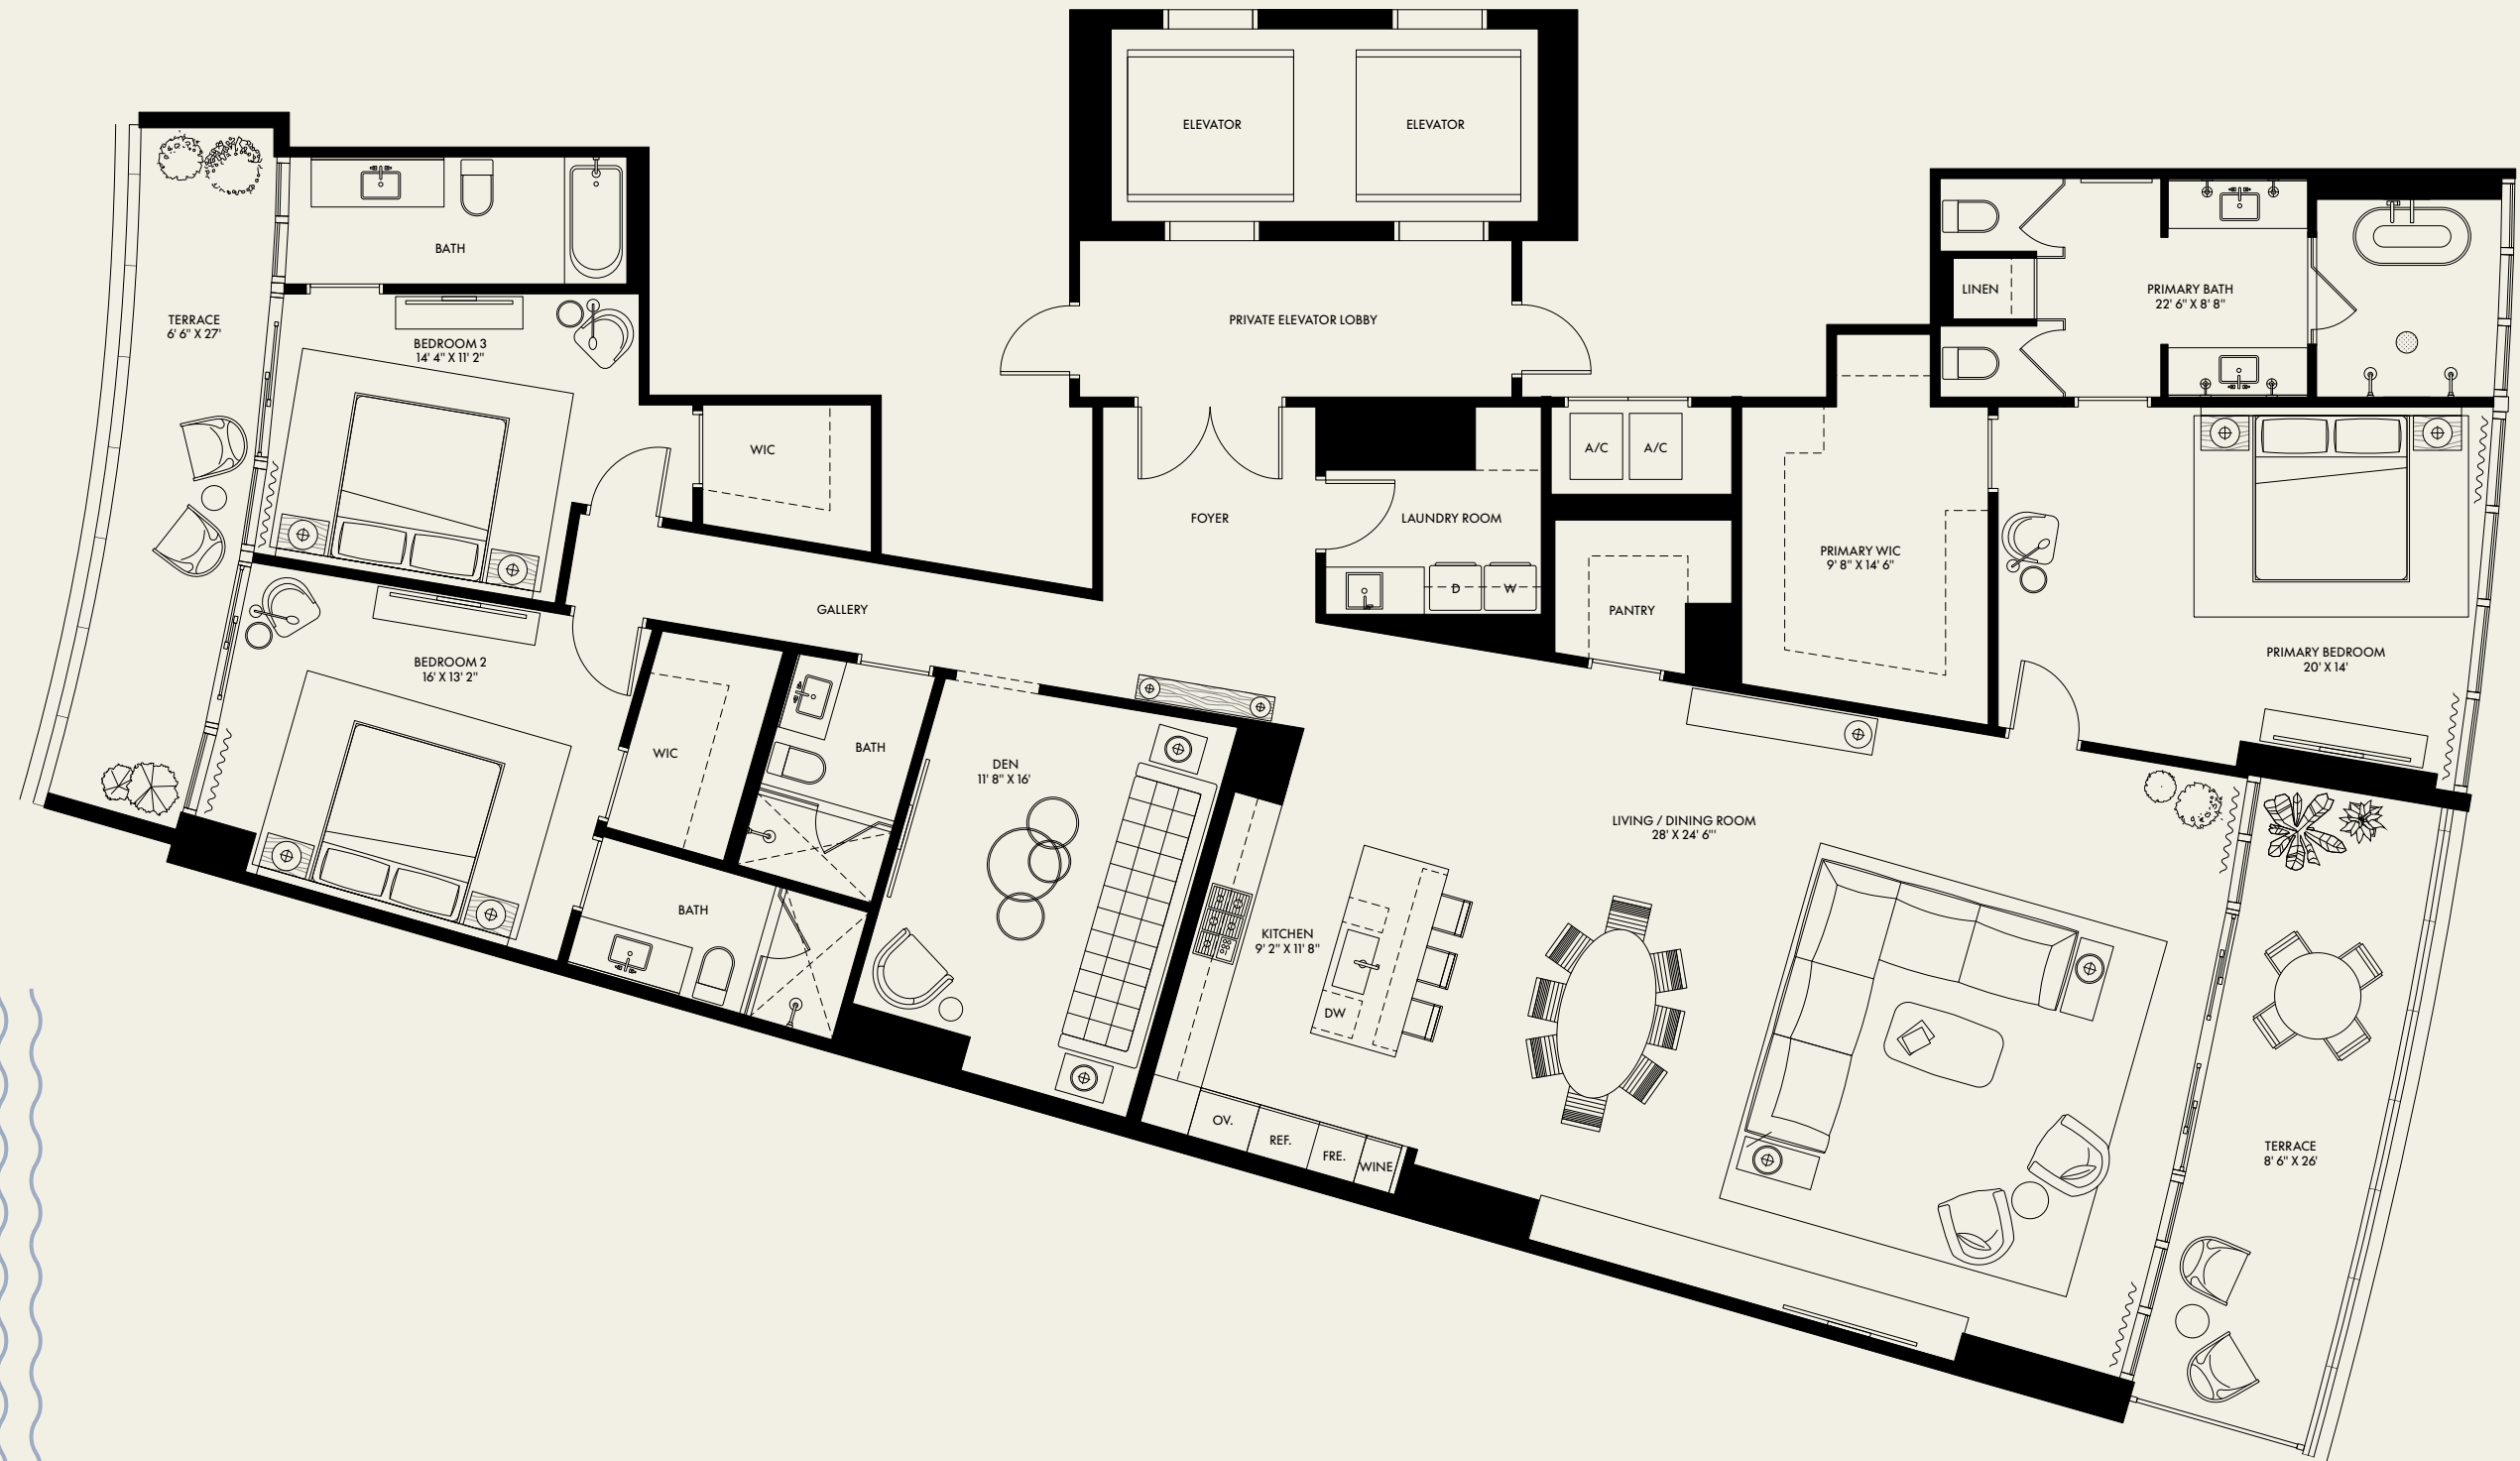 ELEVATOR
ELEVATOR
PRIVATE ELEVATOR LOBBY
BATH
TERRACE
6' 6" X 27'
BEDROOM 3
14' 4" X 11' 2"
WIC
LINEN
PRIMARY BATH
22' 6" X 8' 8"
A/C
A/C
FOYER
LAUNDRY ROOM
D
W
PRIMARY WIC
9' 8" X 14' 6"
GALLERY
PANTRY
BEDROOM 2
16' X 13' 2"
PRIMARY BEDROOM
20' X 14'
WIC
BATH
DEN
11' 8" X 16'
LIVING / DINING ROOM
28' X 24' 6"'
BATH
KITCHEN
9' 2" X 11' 8"
DW
OV.
REF.
FRE.
WINE
TERRACE
8' 6" X 26'